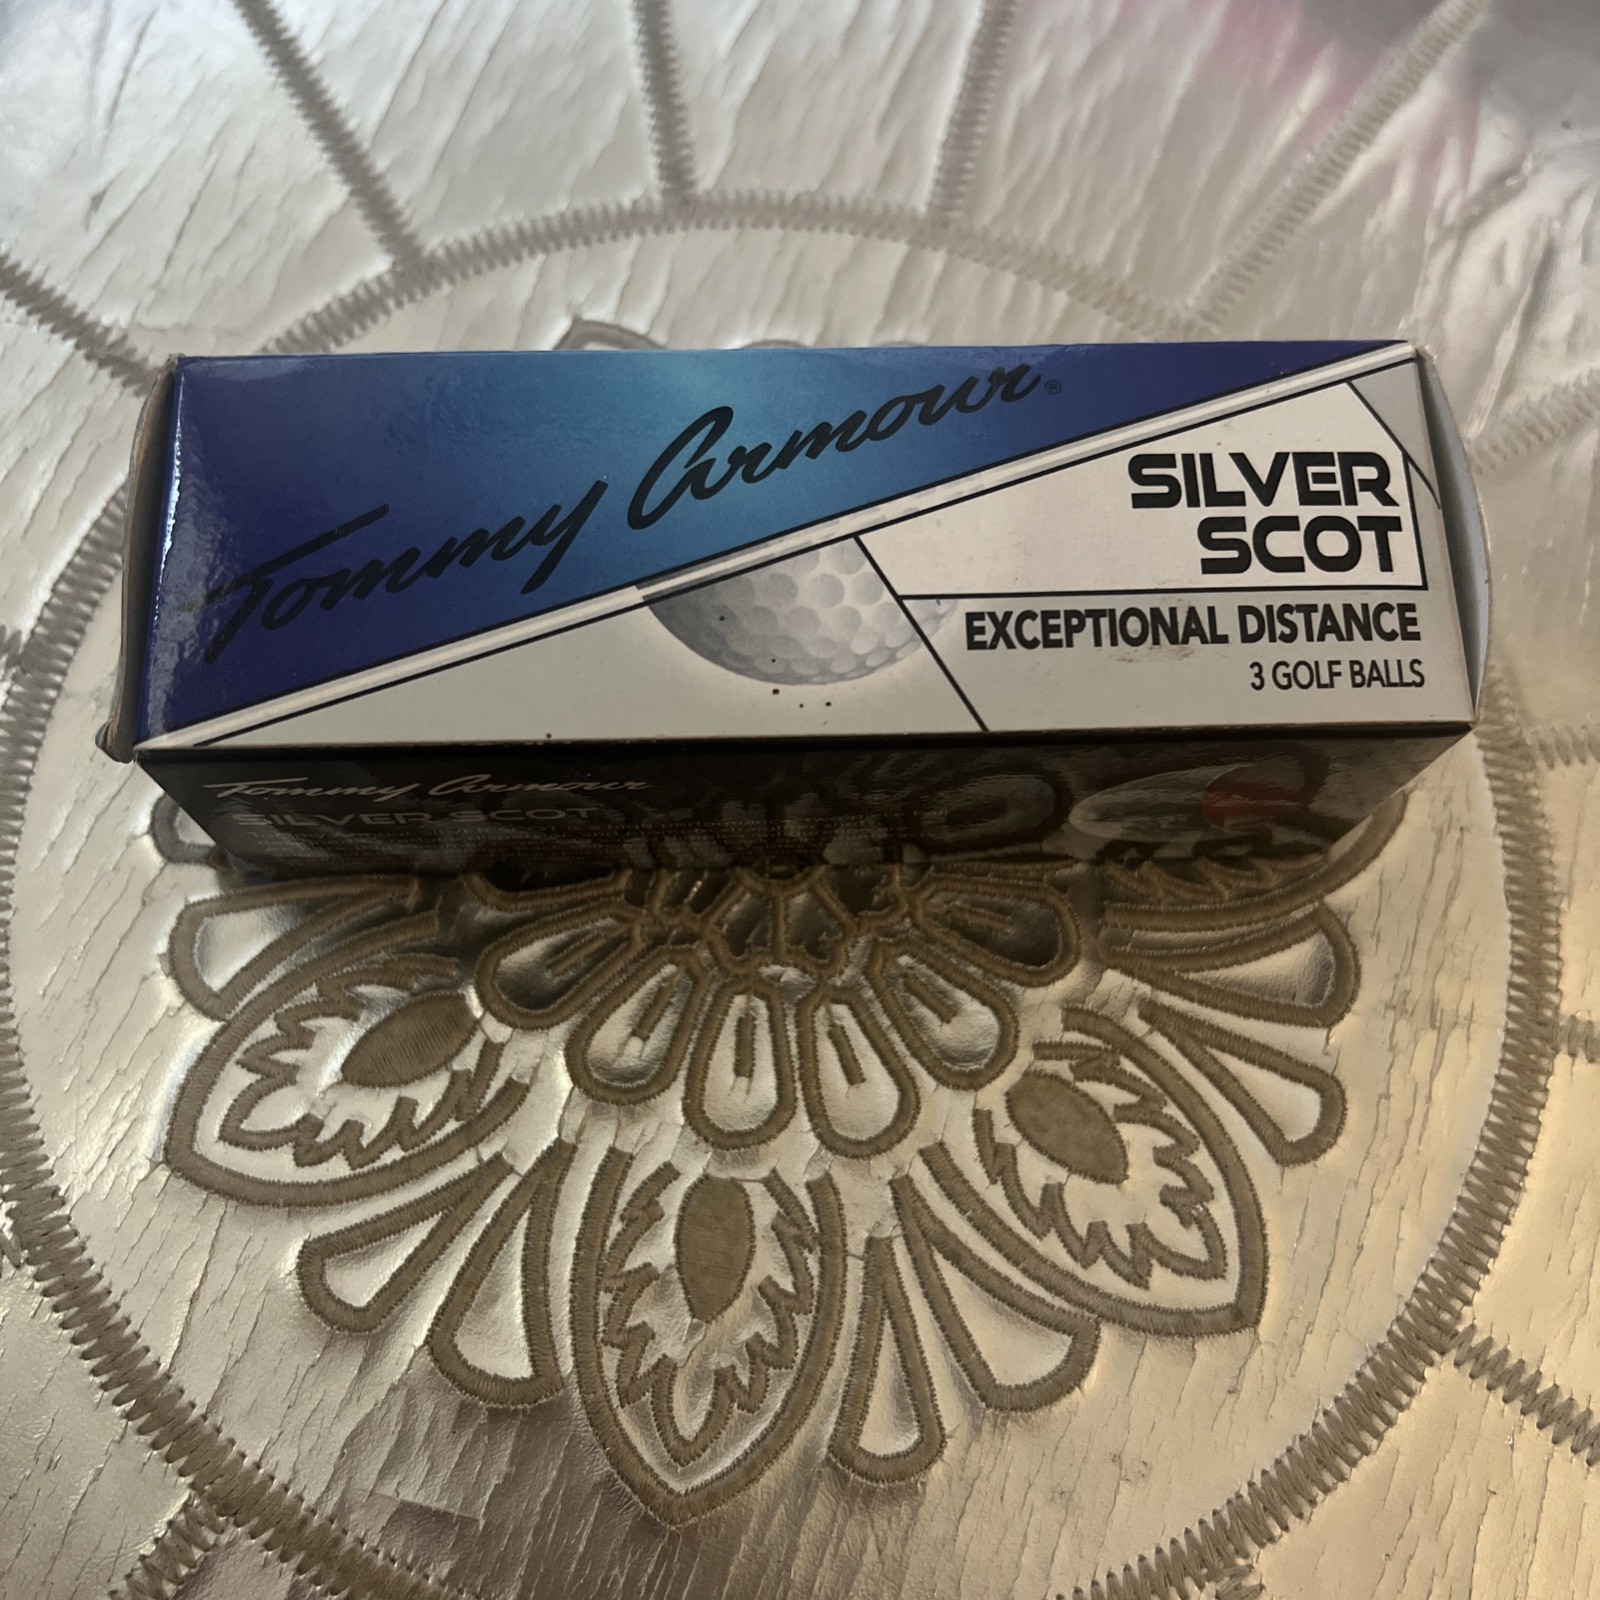 Tommy Armour®
SILVER
SCOT
EXCEPTIONAL DISTANCE
3 GOLF BALLS
Tommy Armour
SILVER SCOT